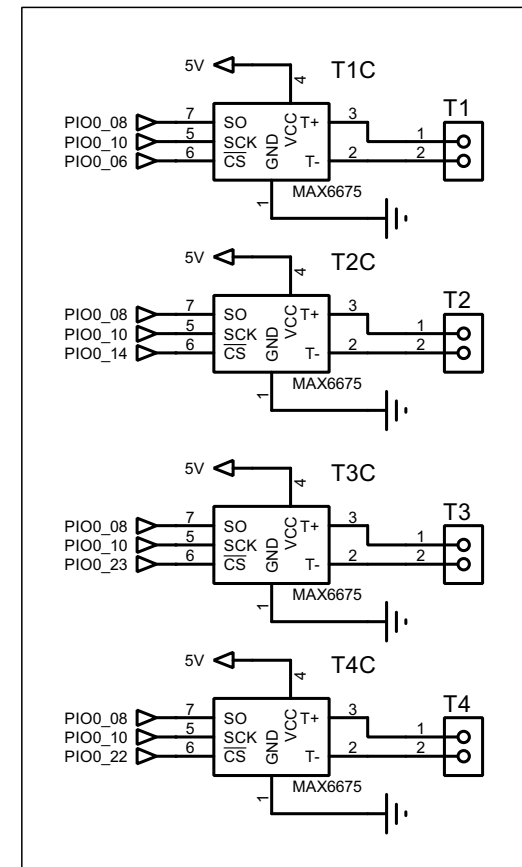 5V 4 T1C
PIO0_08 7 SO T+ 3 T1
PIO0_10 5 SCK VCC 1
PIO0_06 6 CS GND T- 2 2
1 MAX6675
5V 4 T2C
PIO0_08 7 SO T+ 3 T2
PIO0_10 5 SCK VCC 1
PIO0_14 6 CS GND T- 2 2
1 MAX6675
5V 4 T3C
PIO0_08 7 SO T+ 3 T3
PIO0_10 5 SCK VCC 1
PIO0_23 6 CS GND T- 2 2
1 MAX6675
5V 4 T4C
PIO0_08 7 SO T+ 3 T4
PIO0_10 5 SCK VCC 1
PIO0_22 6 CS GND T- 2 2
1 MAX6675